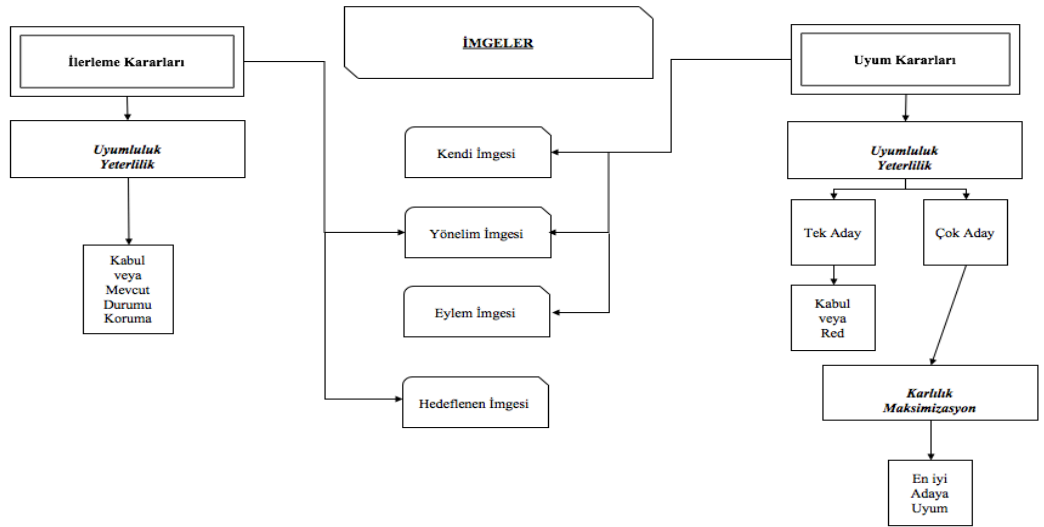 İMGELER
İlerleme Kararları
Uyumluluk
Yeterlilik
Kabul
veya
Mevcut
Durumu
Koruma
Kendi İmgesi
Yönelim İmgesi
Eylem İmgesi
Hedeflenen İmgesi
Uyum Kararları
Uyumluluk
Yeterlilik
Tek Aday
Çok Aday
Kabul
veya
Red
Karlılık
Maksimizasyon
En iyi
Adaya
Uyum